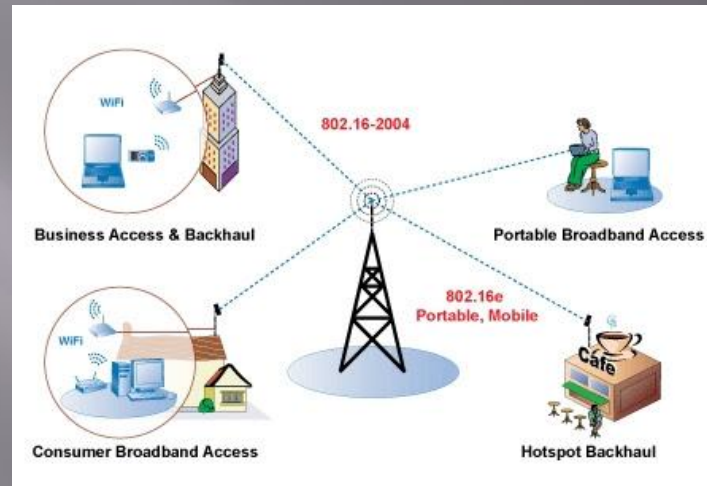 WiFi
802.16-2004
Business Access & Backhaul
Portable Broadband Access
802.16e
Portable, Mobile
WiFi
Cafe
Consumer Broadband Access
Hotspot Backhaul